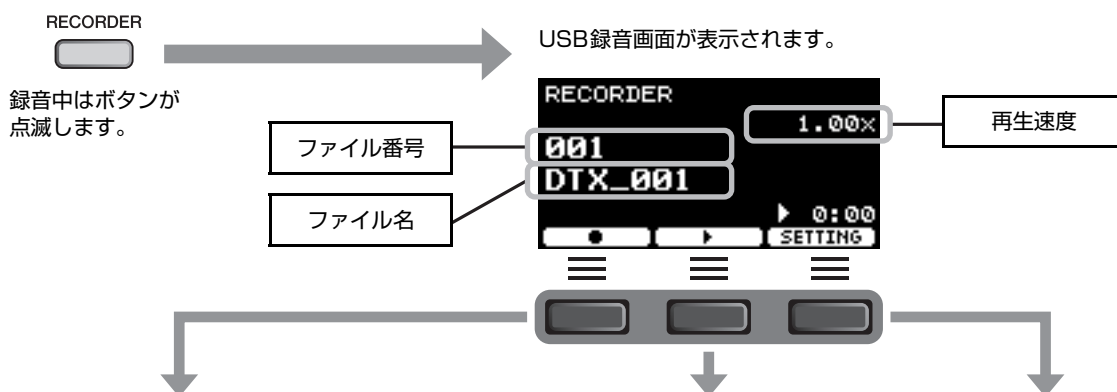 RECORDER
録音中はボタンが
点滅します。
USB録音画面が表示されます。
RECORDER
1.00x
再生速度
ファイル番号
001
ファイル名
DTX_001
▶ 0:00
● ▶ SETTING